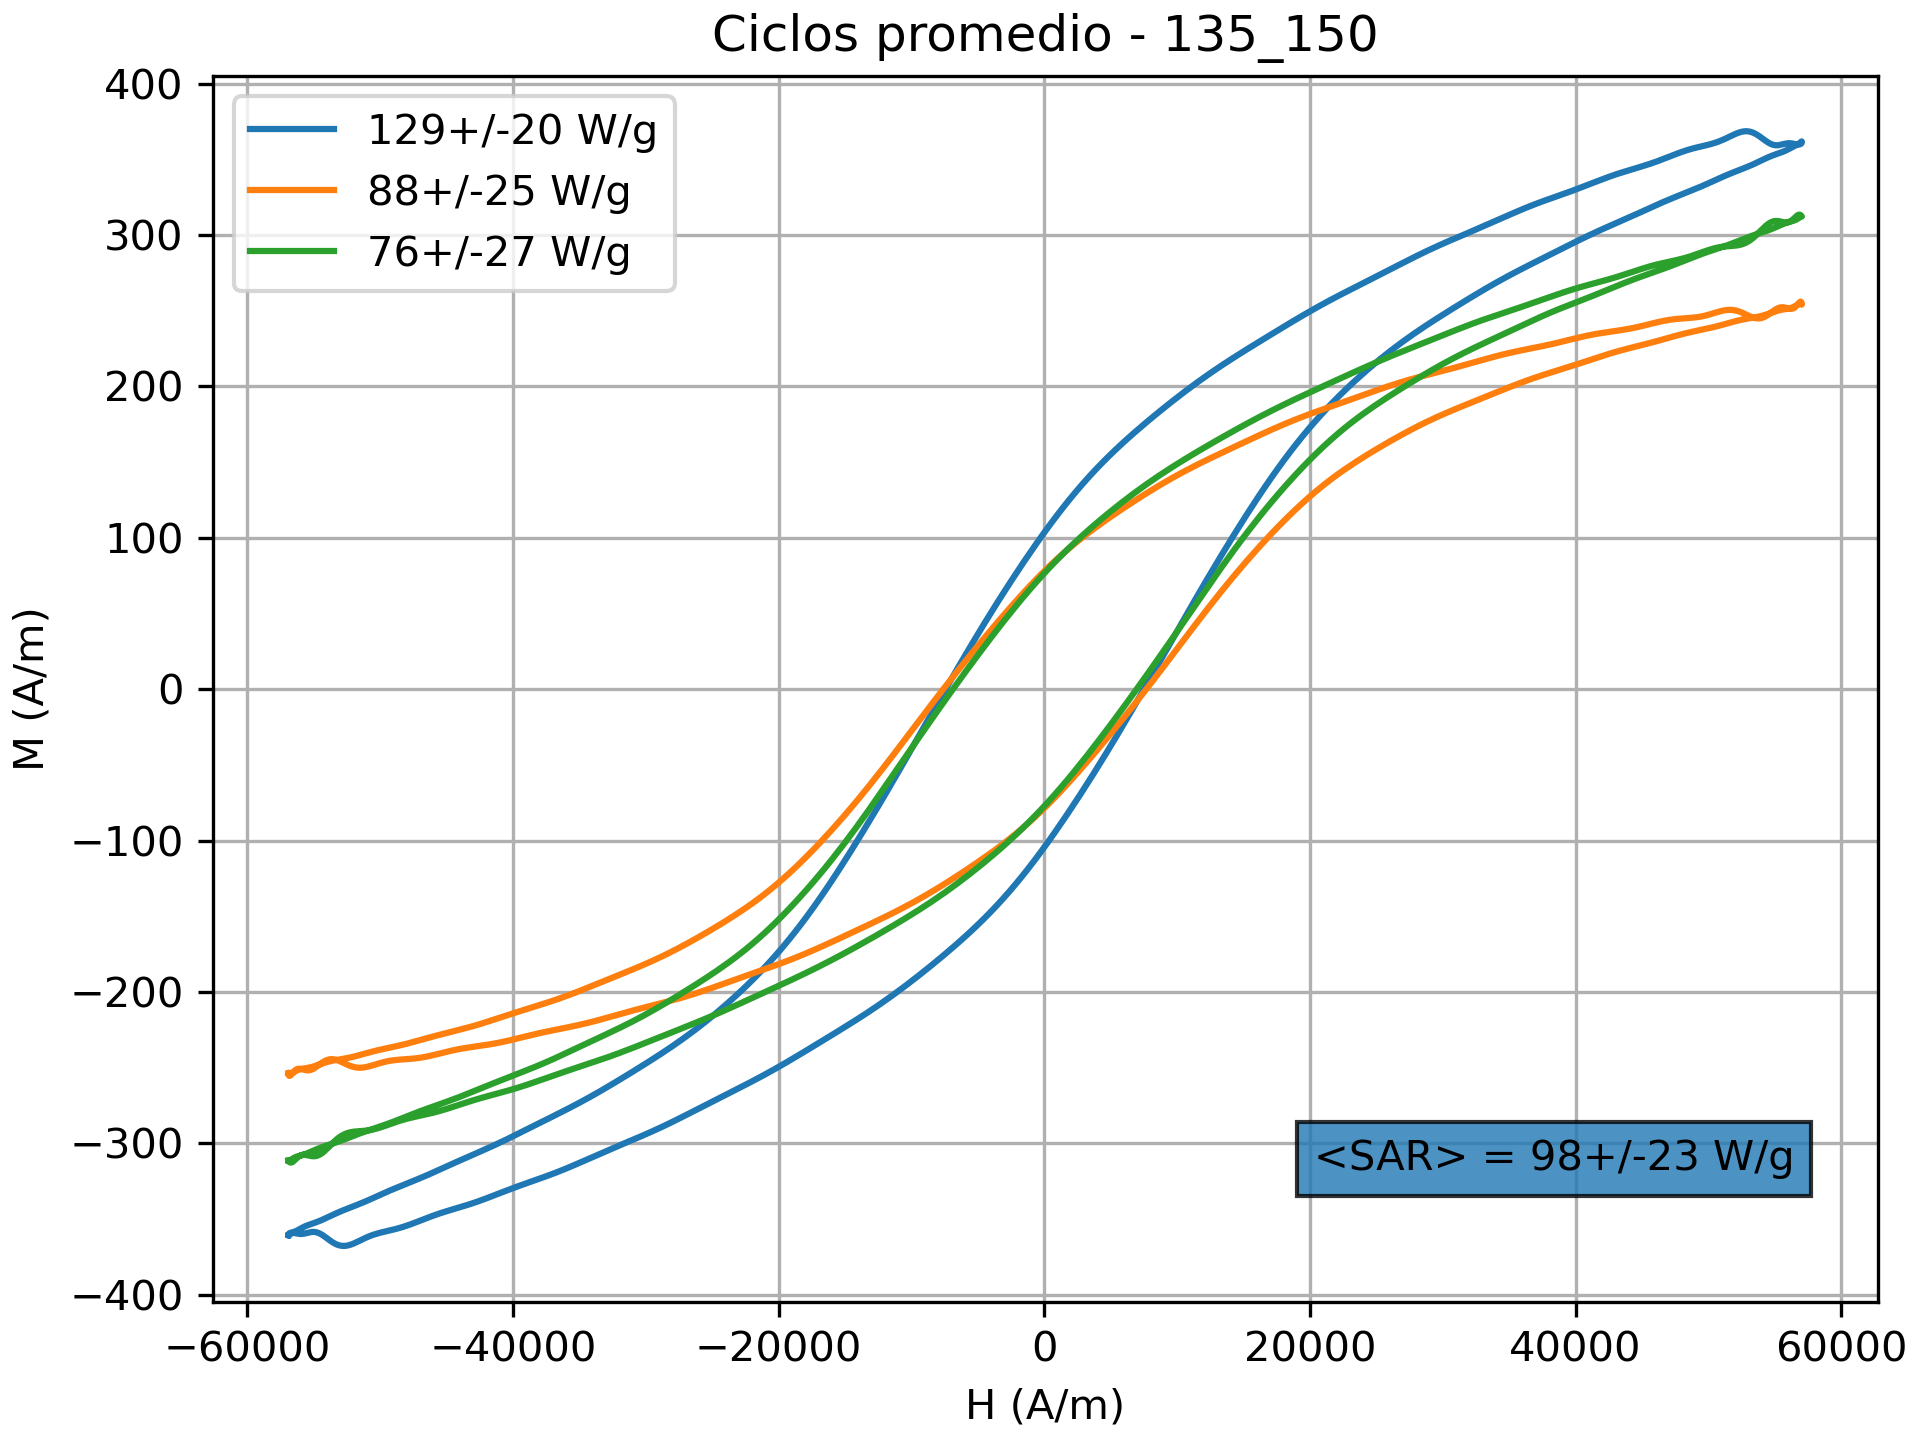 Ciclos promedio - 135_150
400
300
200
100
0
−100
−200
−300
−400
M (A/m)
129+/-20 W/g
88+/-25 W/g
76+/-27 W/g
<SAR> = 98+/-23 W/g
−60000 −40000 −20000 0 20000 40000 60000
H (A/m)